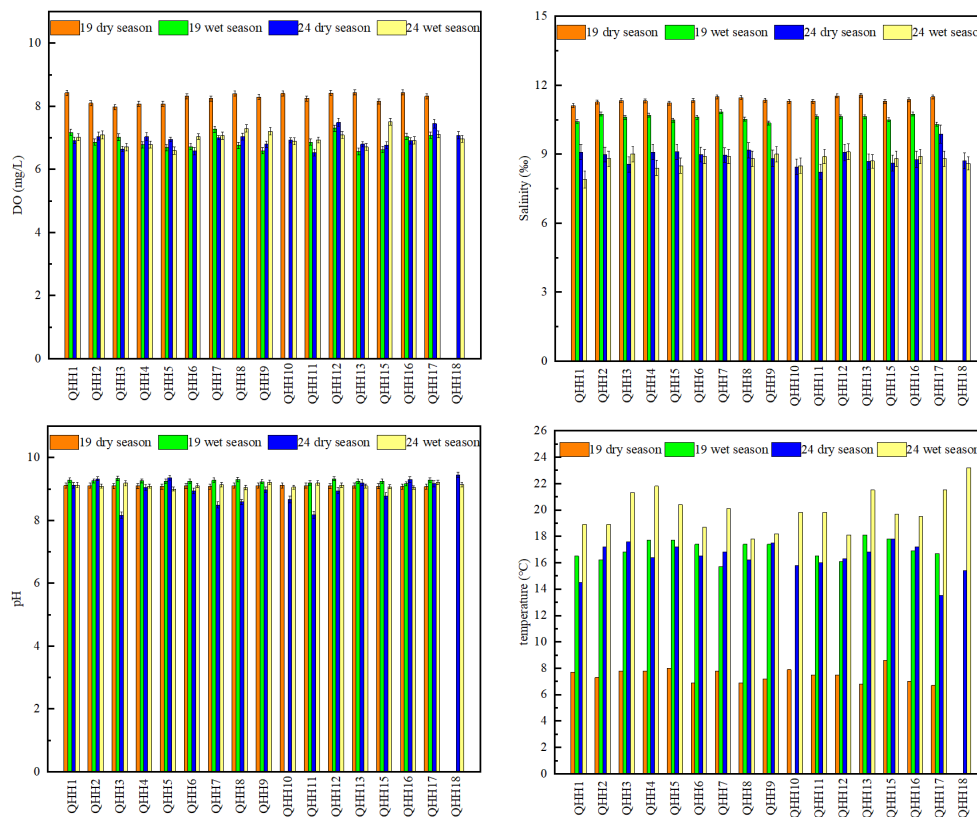 19 dry season 19 wet season 24 dry season 24 wet season
10
8
6
4
2
0
DO (mg/L)
QHH1 QHH2 QHH3 QHH4 QHH5 QHH6 QHH7 QHH8 QHH9 QHH10 QHH11 QHH12 QHH13 QHH15 QHH16 QHH17 QHH18
15
19 dry season 19 wet season 24 dry season 24 wet season
12
9
6
3
0
Salinity (‰)
QHH1 QHH2 QHH3 QHH4 QHH5 QHH6 QHH7 QHH8 QHH9 QHH10 QHH11 QHH12 QHH13 QHH15 QHH16 QHH17 QHH18
19 dry season 19 wet season 24 dry season 24 wet season
10
8
6
4
2
0
pH
QHH1 QHH2 QHH3 QHH4 QHH5 QHH6 QHH7 QHH8 QHH9 QHH10 QHH11 QHH12 QHH13 QHH15 QHH16 QHH17 QHH18
26
19 dry season 19 wet season 24 dry season 24 wet season
24
22
20
18
16
14
12
10
8
6
4
2
0
temperature (°C)
QHH1 QHH2 QHH3 QHH4 QHH5 QHH6 QHH7 QHH8 QHH9 QHH10 QHH11 QHH12 QHH13 QHH15 QHH16 QHH17 QHH18